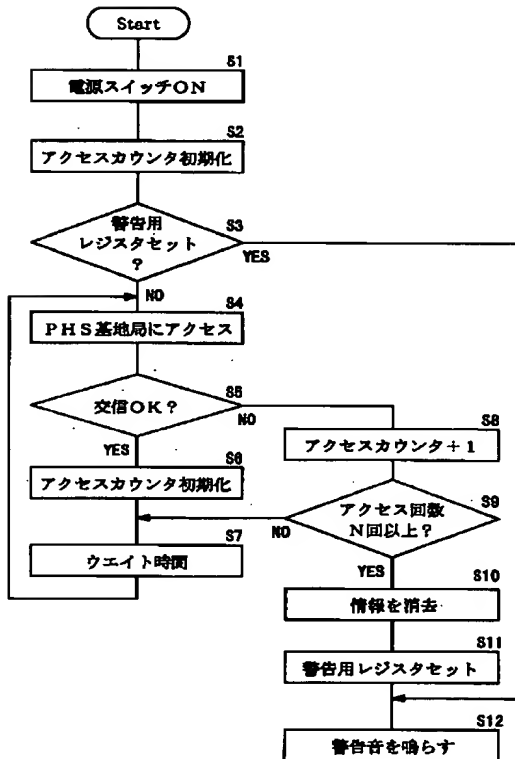 Start
S1
電源スイッチON
S2
アクセスカウンタ初期化
S3
警告用
レジスタセット
?
YES
NO
S4
PHS基地局にアクセス
S5
交信OK?
NO
YES
S6
アクセスカウンタ初期化
S7
ウエイト時間
S8
アクセスカウンタ+1
S9
アクセス回数
N回以上?
NO
YES
S10
情報を消去
S11
警告用レジスタセット
S12
警告音を鳴らす